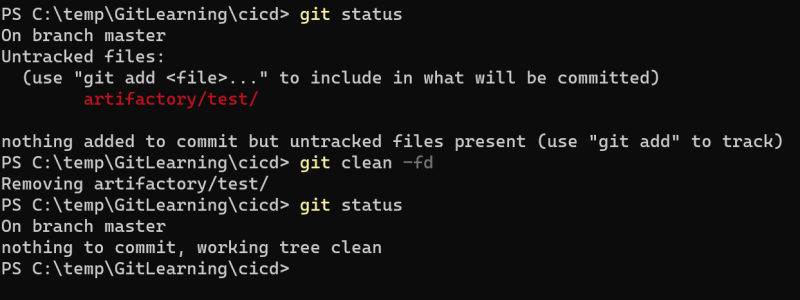 PS C:\temp\GitLearning\cicd> git status
On branch master
Untracked files:
  (use "git add <file>..." to include in what will be committed)
        artifactory/test/

nothing added to commit but untracked files present (use "git add" to track)
PS C:\temp\GitLearning\cicd> git clean -fd
Removing artifactory/test/
PS C:\temp\GitLearning\cicd> git status
On branch master
nothing to commit, working tree clean
PS C:\temp\GitLearning\cicd>